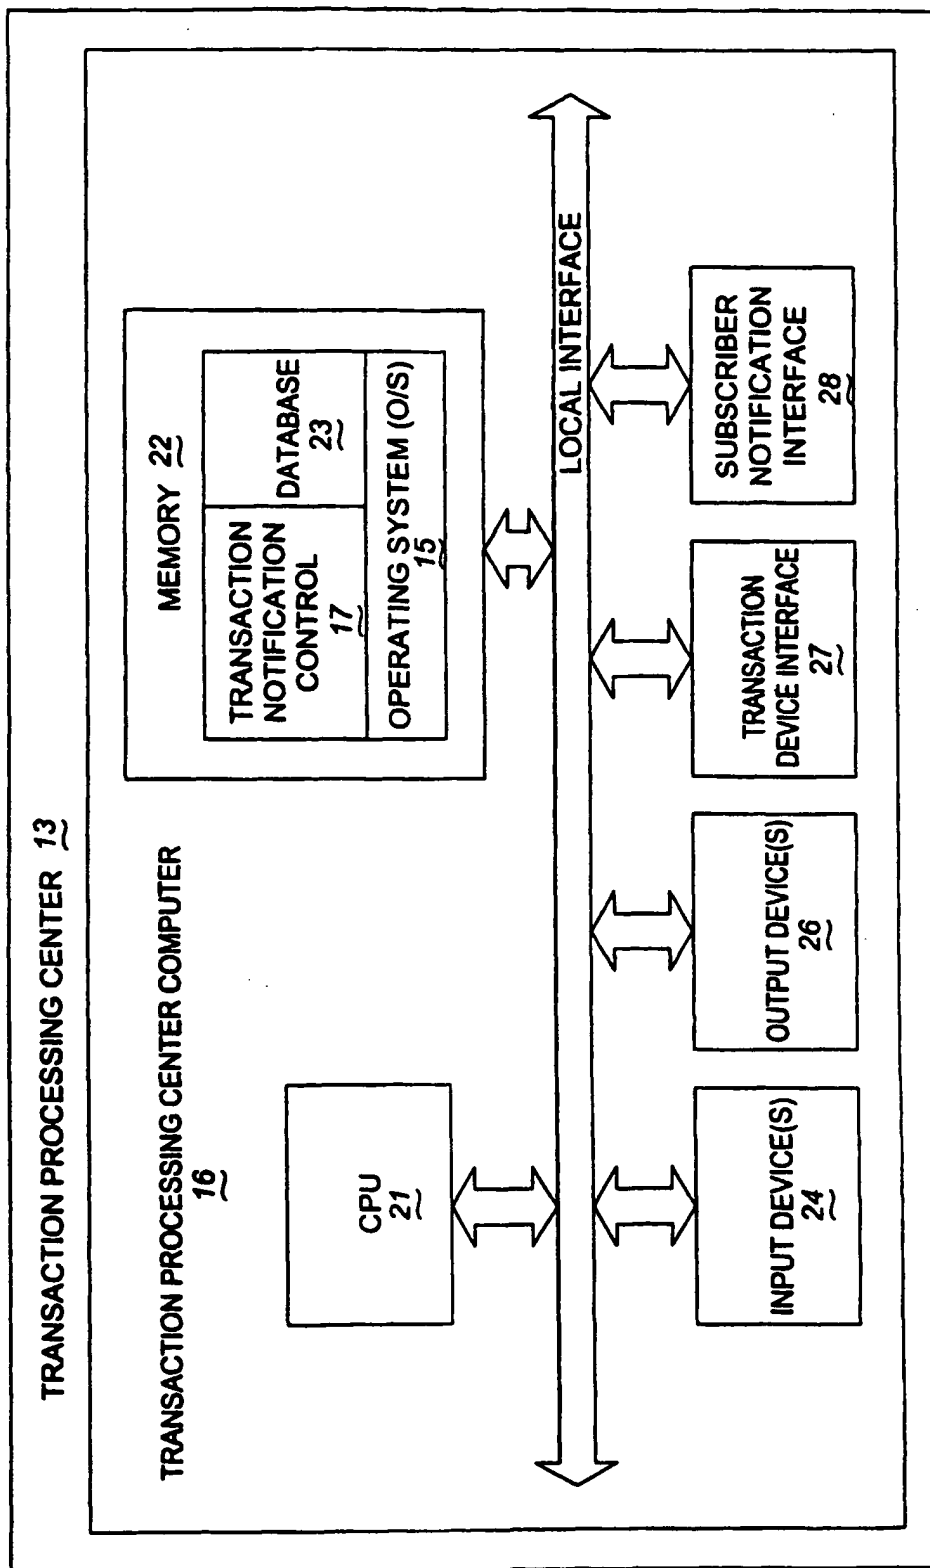 TRANSACTION PROCESSING CENTER 13
TRANSACTION PROCESSING CENTER COMPUTER
16
CPU
21
MEMORY 22
TRANSACTION
NOTIFICATION
CONTROL
17
DATABASE
23
OPERATING SYSTEM (O/S)
15
LOCAL INTERFACE
INPUT DEVICE(S)
24
OUTPUT DEVICE(S)
26
TRANSACTION
DEVICE INTERFACE
27
SUBSCRIBER
NOTIFICATION
INTERFACE
28